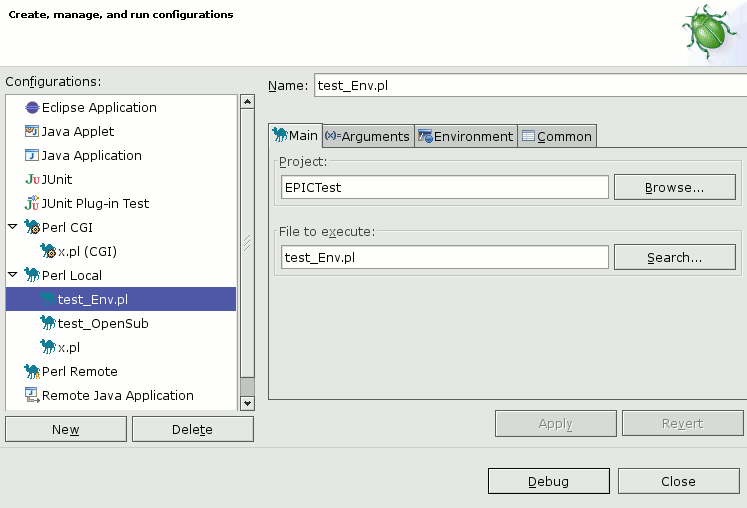 Create, manage, and run configurations
Configurations:
Eclipse Application
Java Applet
Java Application
Ju JUnit
Ju JUnit Plug-in Test
Perl CGI
x.pl (CGI)
Perl Local
test_Env.pl
test_OpenSub
x.pl
Perl Remote
Remote Java Application
New
Delete
Name: test_Env.pl
Main (x)= Arguments Environment Common
Project:
EPICTest Browse...
File to execute:
test_Env.pl Search...
Apply Revert
Debug Close